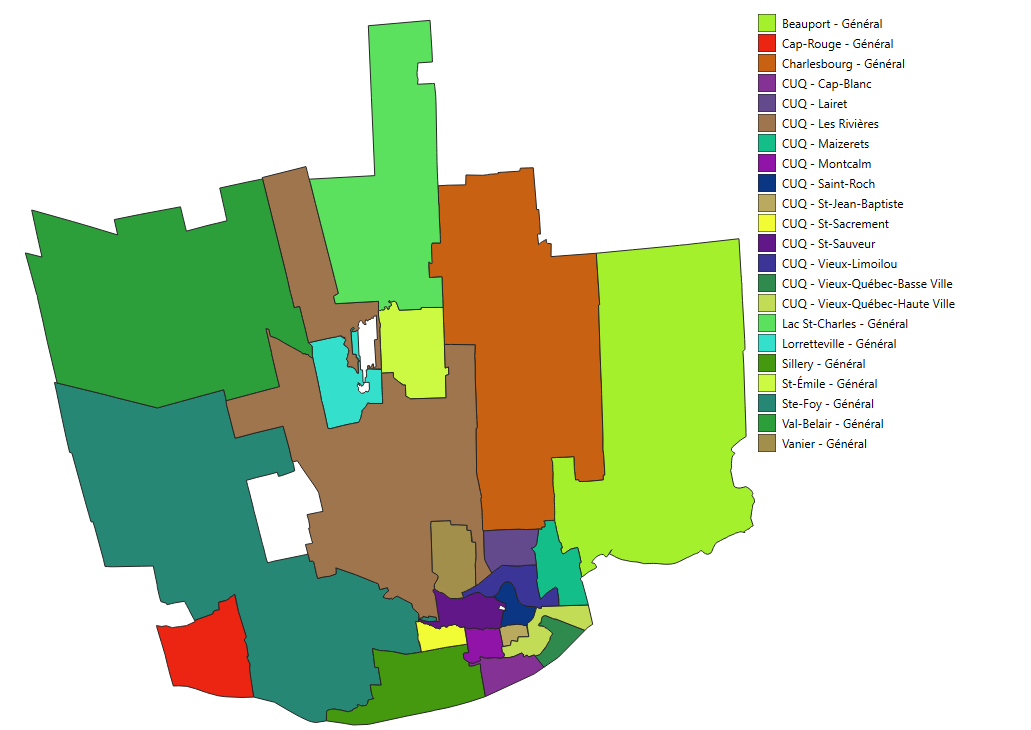 Beauport - Général
Cap-Rouge - Général
Charlesbourg - Général
CUQ - Cap-Blanc
CUQ - Lairet
CUQ - Les Rivières
CUQ - Maizerets
CUQ - Montcalm
CUQ - Saint-Roch
CUQ - St-Jean-Baptiste
CUQ - St-Sacrement
CUQ - St-Sauveur
CUQ - Vieux-Limoilou
CUQ - Vieux-Québec-Basse Ville
CUQ - Vieux-Québec-Haute Ville
Lac St-Charles - Général
Lorretteville - Général
Sillery - Général
St-Émile - Général
Ste-Foy - Général
Val-Belair - Général
Vanier - Général